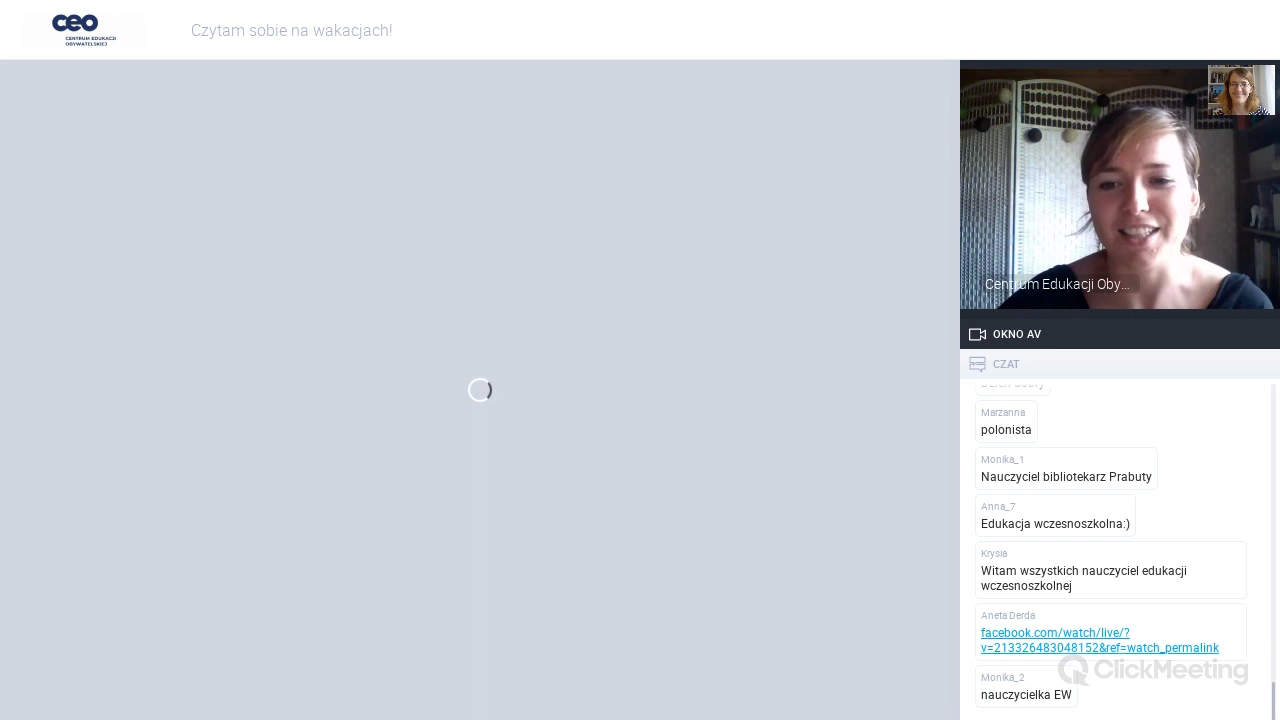 ceo
CENTRUM EDUKACJI
OBYWATELSKIEJ
Czytam sobie na wakacjach!
Centrum Edukacji Oby...
OKNO AV
CZAT
Marzanna
polonista
Monika_1
Nauczyciel bibliotekarz Prabuty
Anna_7
Edukacja wczesnoszkolna:)
Krysia
Witam wszystkich nauczyciel edukacji
wczesnoszkolnej
Aneta Derda
facebook.com/watch/live/?
v=213326483048152&ref=watch_permalink
ClickMeeting
Monika_2
nauczycielka EW